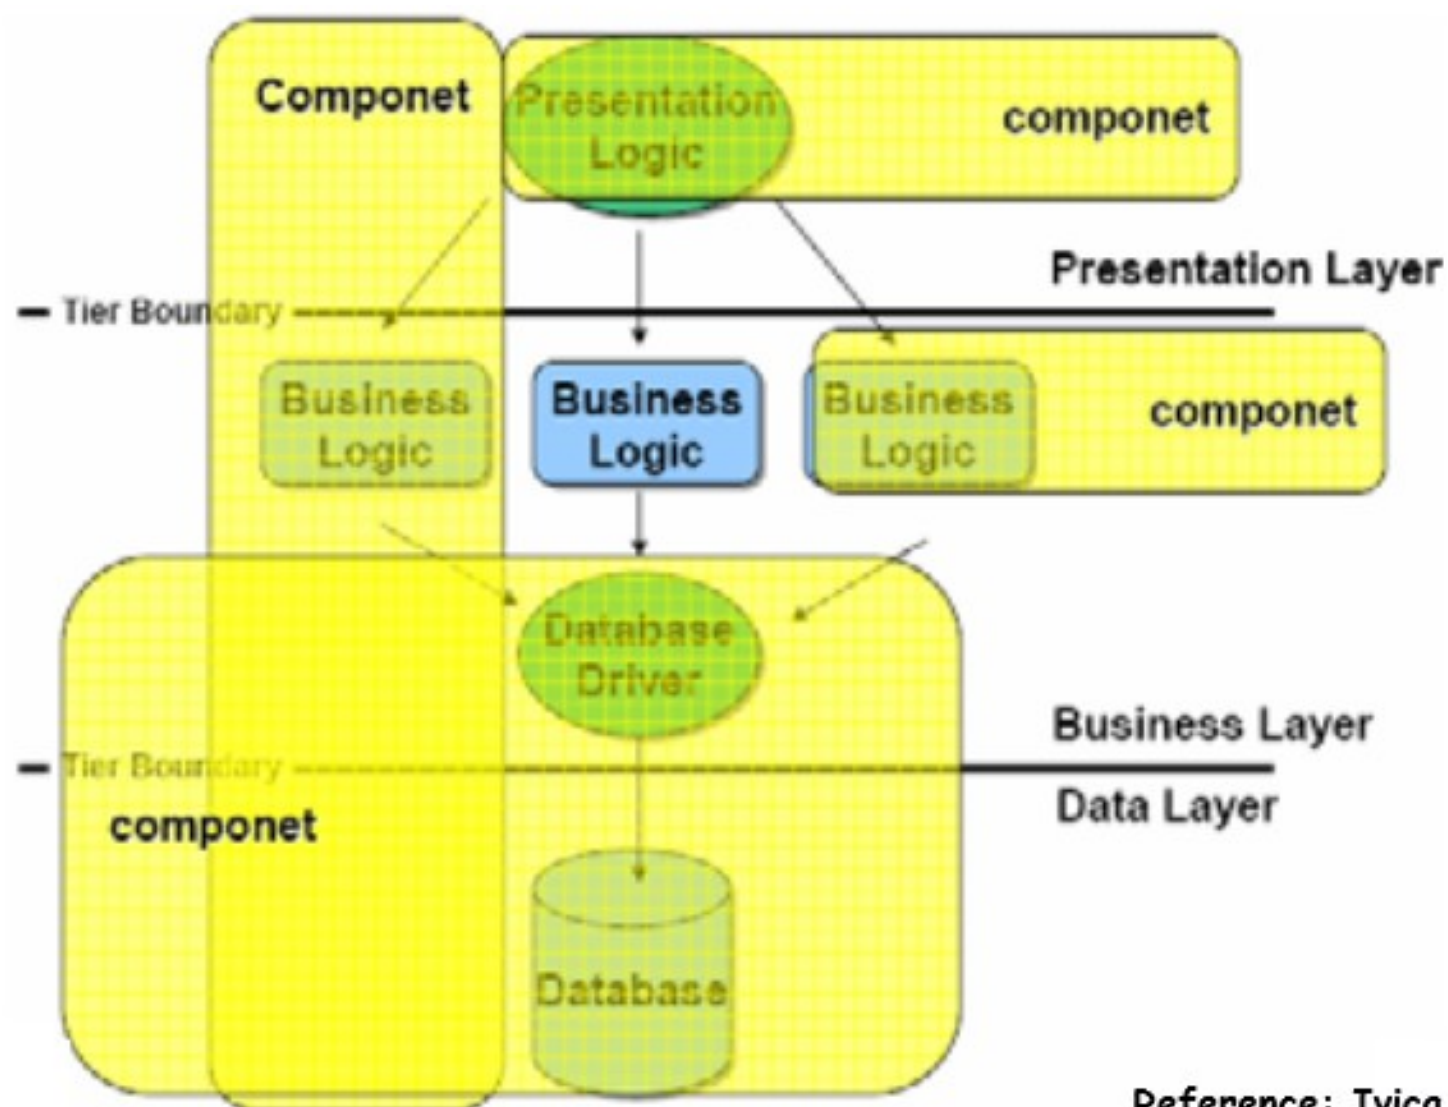 Componet
Presentation
Logic
componet
Presentation Layer
Tier Boundary
Business
Logic
Business
Logic
Business
Logic
componet
Database
Driver
Business Layer
Tier Boundary
Data Layer
componet
Database
Reference: Ivica